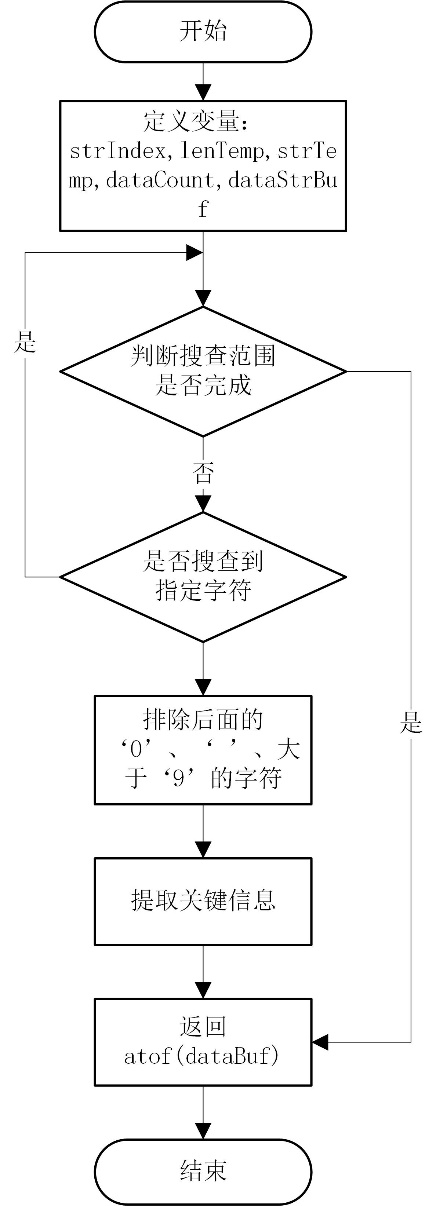 开始
定义变量：
strIndex,lenTemp,strTe
mp,dataCount,dataStrBu
f
是
判断搜查范围
是否完成
否
是否搜查到
指定字符
排除后面的
‘0’、‘ ’、大
于‘9’的字符
是
提取关键信息
返回
atof(dataBuf)
结束